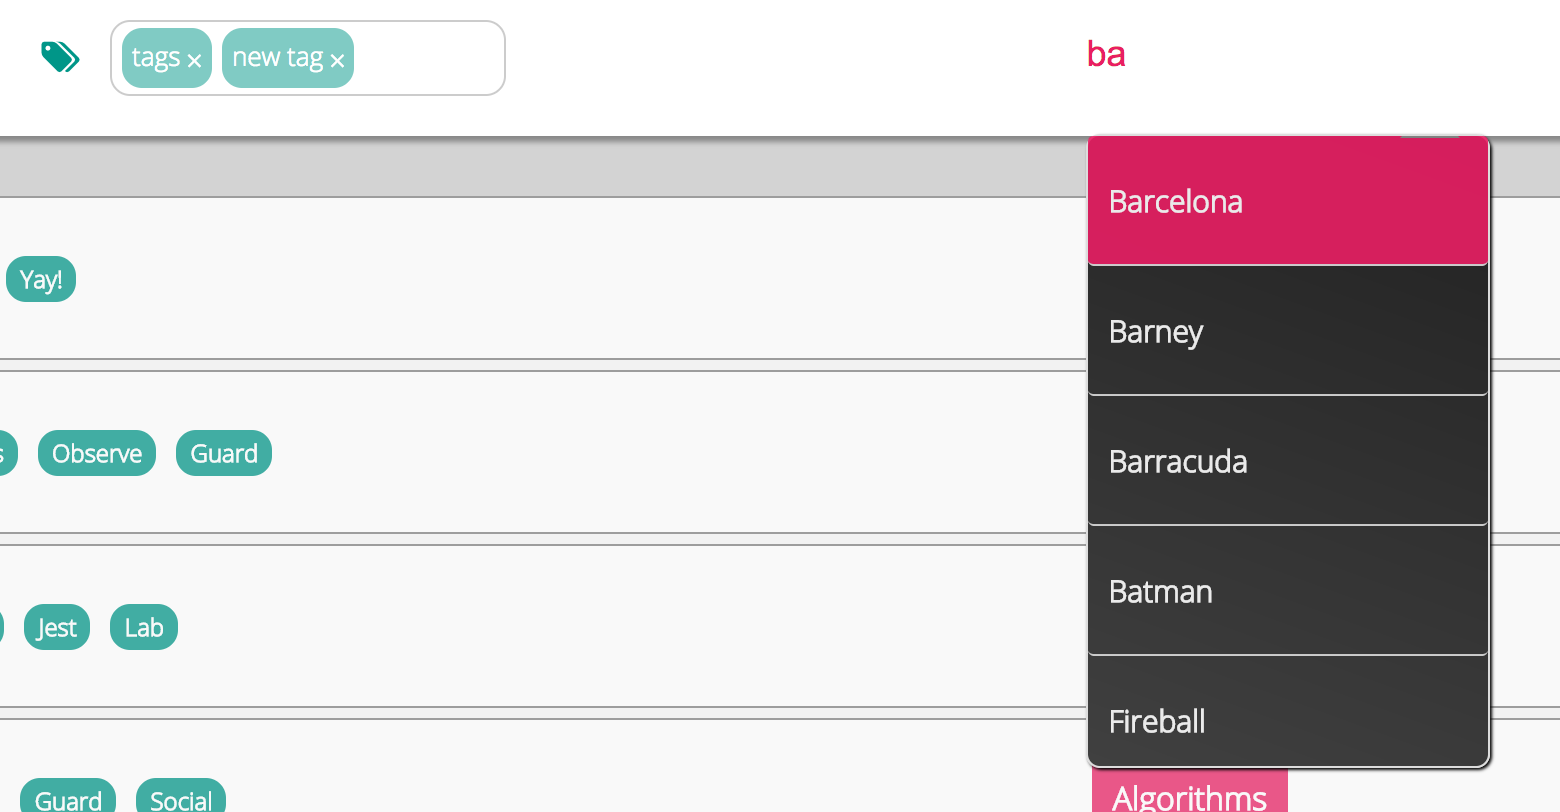 tags × new tag ×
ba
Barcelona
Yay!
Barney
s Observe Guard
Barracuda
Batman
Jest Lab
Fireball
Guard Social
Algorithms